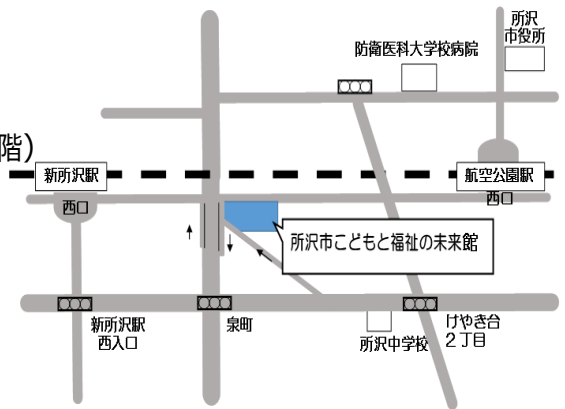 所沢
市役所
防衛医科大学校病院
階)
新所沢駅
航空公園駅
西口
西口
所沢市こどもと福祉の未来館
新所沢駅
西入口
泉町
所沢中学校
けやき台
2丁目